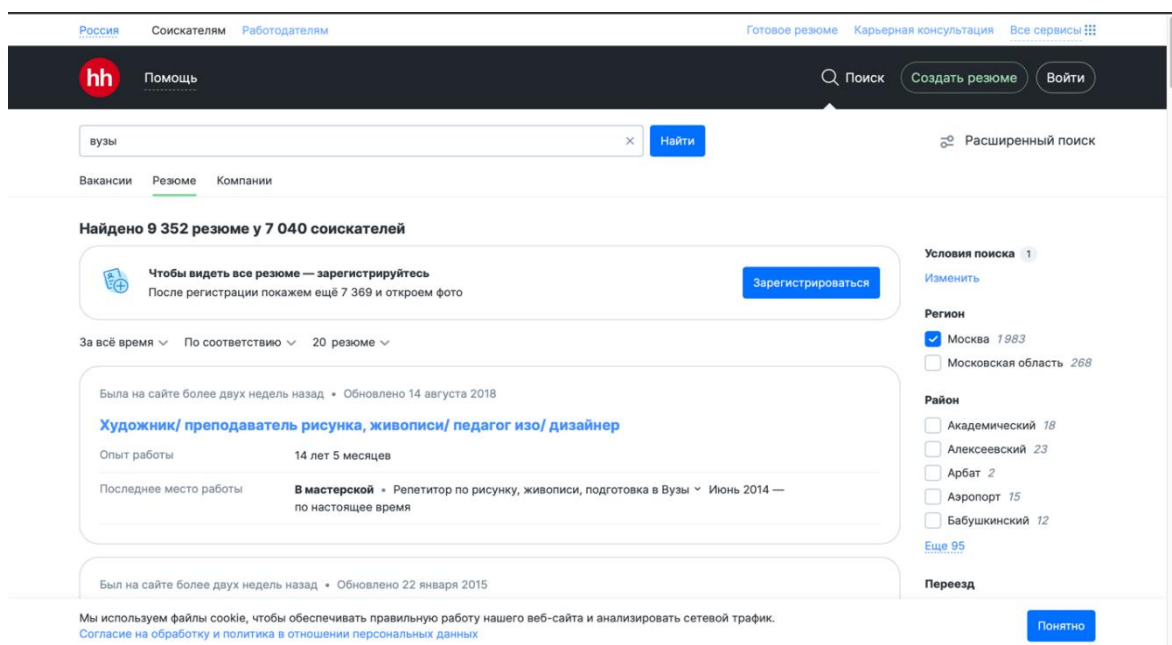 Россия Соискателям Работодателям Готовое резюме Карьерная консультация Все сервисы
hh Помощь Поиск Создать резюме Войти
вузы × Найти Расширенный поиск
Вакансии Резюме Компании
Найдено 9 352 резюме у 7 040 соискателей
Чтобы видеть все резюме — зарегистрируйтесь
После регистрации покажем ещё 7 369 и откроем фото
Зарегистрироваться
За всё время По соответствию 20 резюме
Была на сайте более двух недель назад • Обновлено 14 августа 2018
Художник/ преподаватель рисунка, живописи/ педагог изо/ дизайнер
Опыт работы 14 лет 5 месяцев
Последнее место работы В мастерской • Репетитор по рисунку, живописи, подготовка в Вузы Июнь 2014 —
по настоящее время
Был на сайте более двух недель назад • Обновлено 22 января 2015
Условия поиска 1
Изменить
Регион
Москва 1983
Московская область 268
Район
Академический 18
Алексеевский 23
Арбат 2
Аэропорт 15
Бабушкинский 12
Еще 95
Переезд
Мы используем файлы cookie, чтобы обеспечивать правильную работу нашего веб-сайта и анализировать сетевой трафик.
Согласие на обработку и политика в отношении персональных данных
Понятно